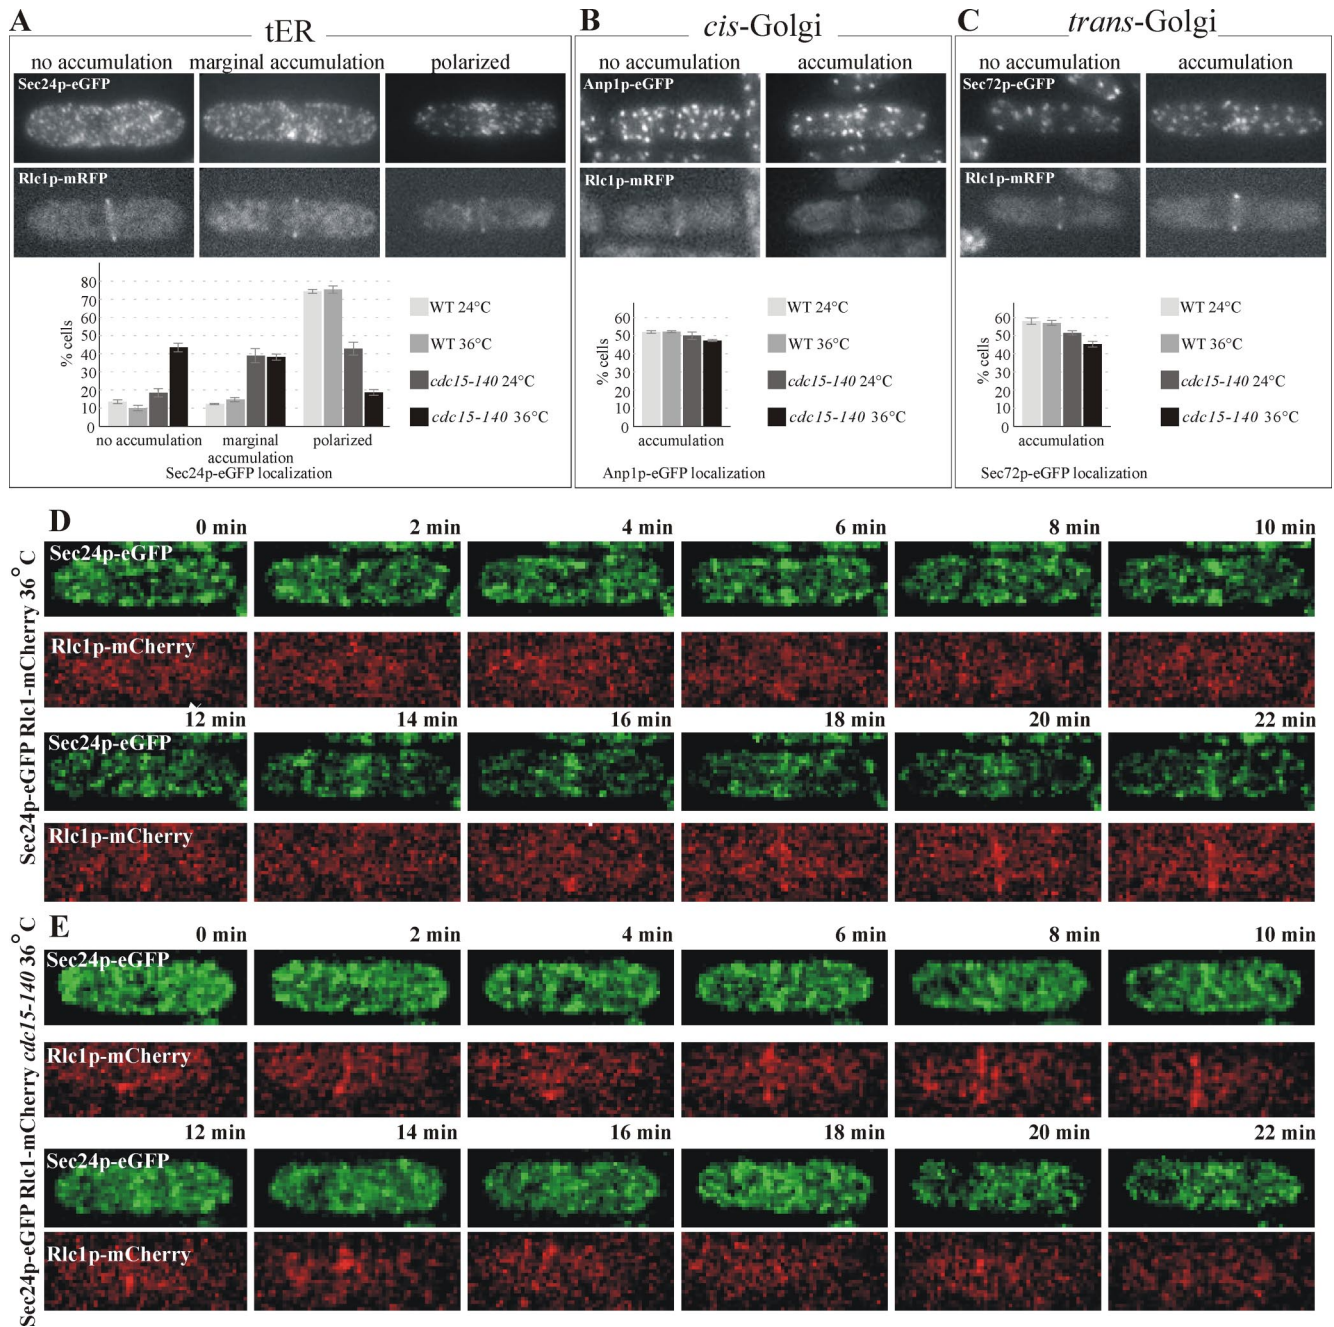 A
tER
no accumulation marginal accumulation polarized
Sec24p-eGFP
Rlc1p-mRFP
80
70
60
50
40
30
20
10
0
% cells
no accumulation
marginal
accumulation
polarized
Sec24p-eGFP localization
WT 24°C
WT 36°C
cdc15-140 24°C
cdc15-140 36°C
B
cis-Golgi
no accumulation accumulation
Anp1p-eGFP
Rlc1p-mRFP
60
50
40
30
20
10
0
% cells
accumulation
Anp1p-eGFP localization
WT 24°C
WT 36°C
cdc15-140 24°C
cdc15-140 36°C
C
trans-Golgi
no accumulation accumulation
Sec72p-eGFP
Rlc1p-mRFP
60
50
40
30
20
10
0
% cells
accumulation
Sec72p-eGFP localization
WT 24°C
WT 36°C
cdc15-140 24°C
cdc15-140 36°C
D
Sec24p-eGFP Rlc1-mCherry 36°C
0 min 2 min 4 min 6 min 8 min 10 min
Sec24p-eGFP
Rlc1p-mCherry
12 min 14 min 16 min 18 min 20 min 22 min
Sec24p-eGFP
Rlc1p-mCherry
E
Sec24p-eGFP Rlc1-mCherry cdc15-140 36°C
0 min 2 min 4 min 6 min 8 min 10 min
Sec24p-eGFP
Rlc1p-mCherry
12 min 14 min 16 min 18 min 20 min 22 min
Sec24p-eGFP
Rlc1p-mCherry